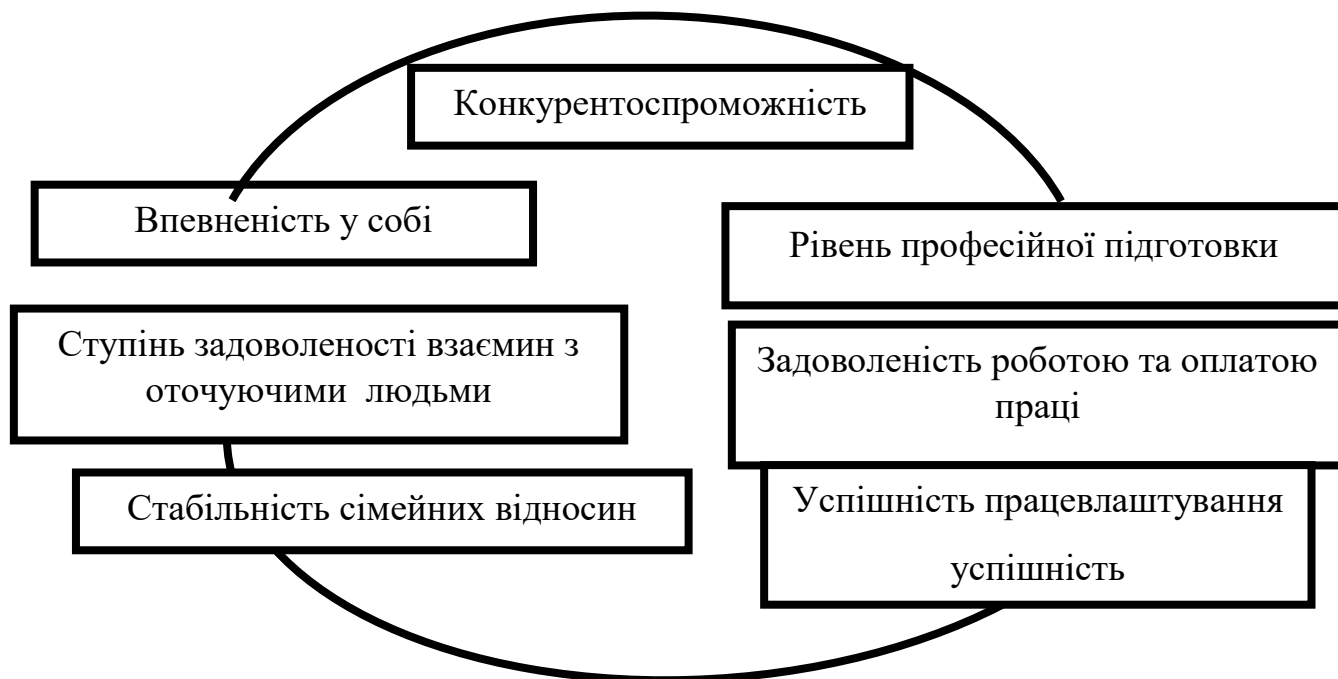 Конкурентоспроможність
Впевненість у собі
Рівень професійної підготовки
Ступінь задоволеності взаємин з
оточуючими людьми
Задоволеність роботою та оплатою
праці
Стабільність сімейних відносин
Успішність працевлаштування
успішність